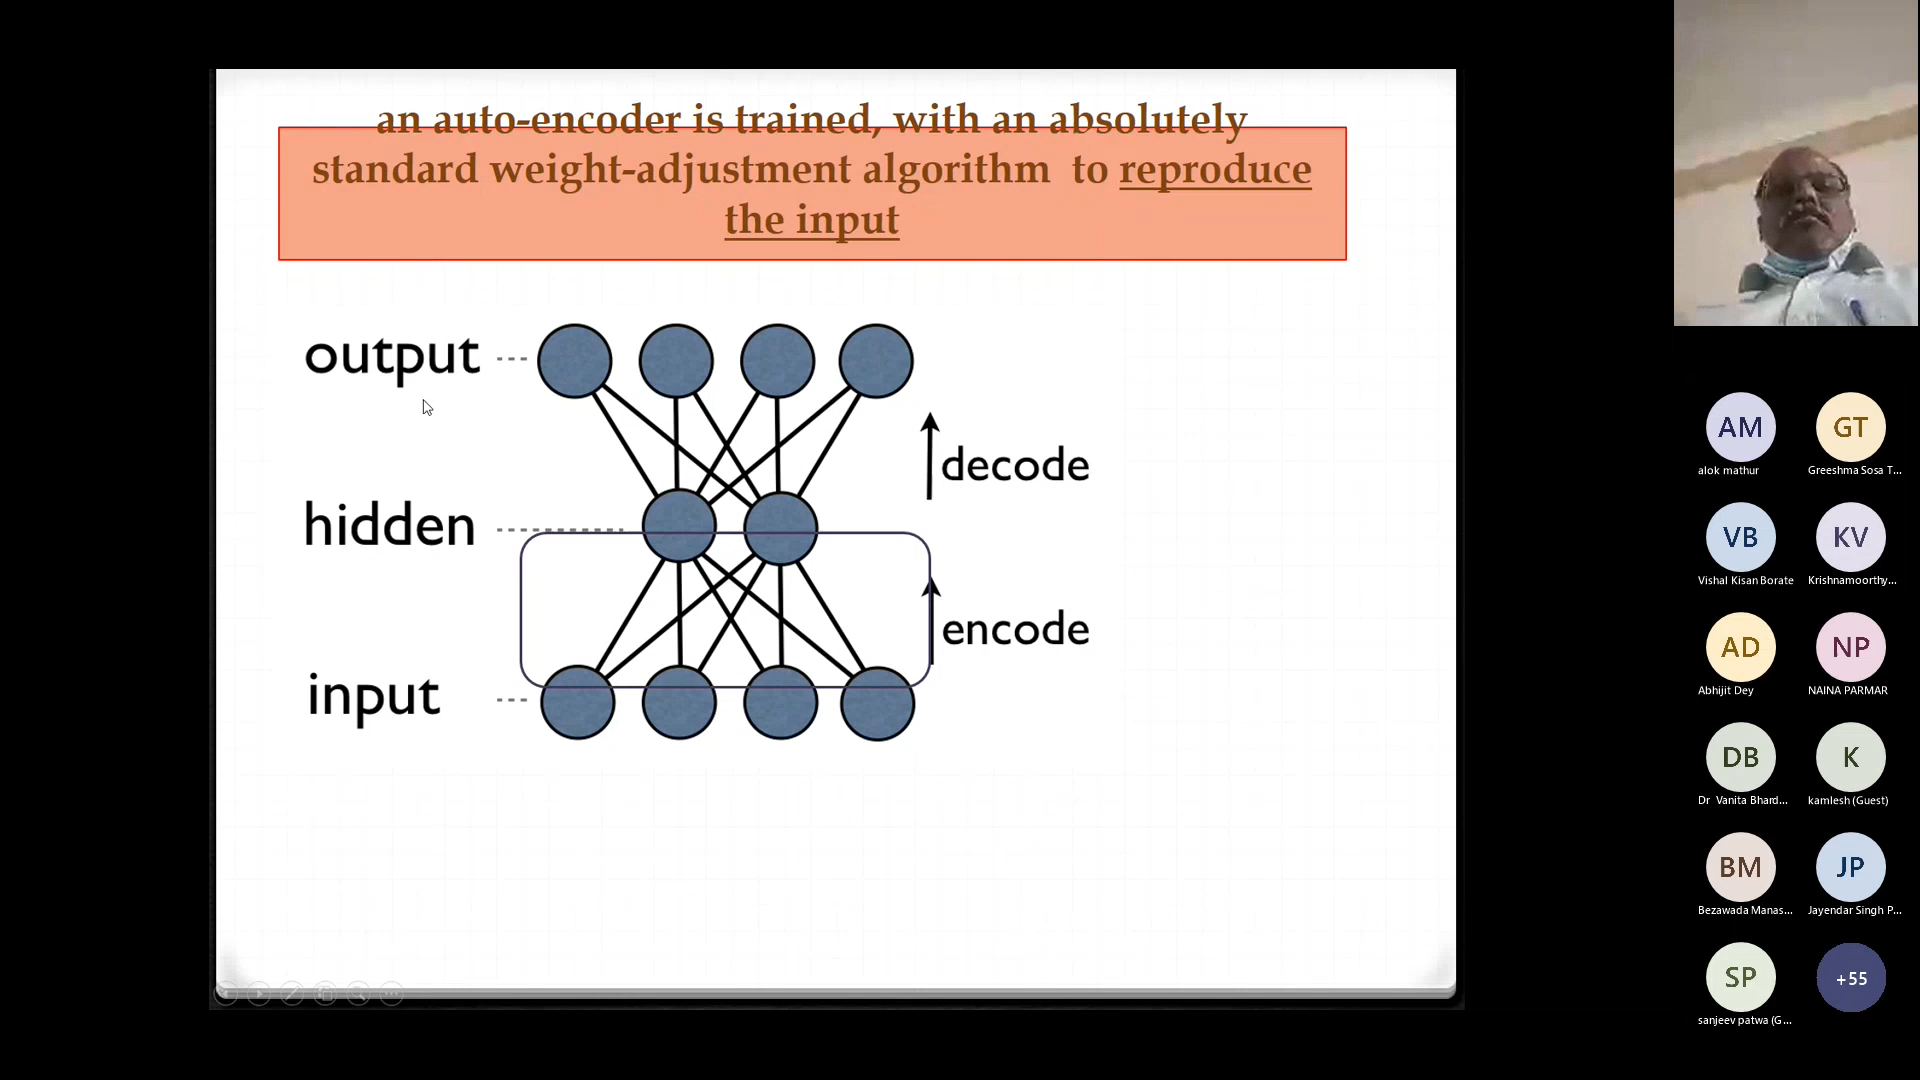 an auto-encoder is trained, with an absolutely
standard weight-adjustment algorithm to reproduce
the input
output
decode
hidden
encode
input
AM
alok mathur
GT
Greeshma Sosa T...
VB
Vishal Kisan Borate
KV
Krishnamoorthy...
AD
Abhijit Dey
NP
NAINA PARMAR
DB
Dr Vanita Bhard...
K
kamlesh (Guest)
BM
Bezawada Manas...
JP
Jayendar Singh P...
SP
sanjeev patwa (G...
+55